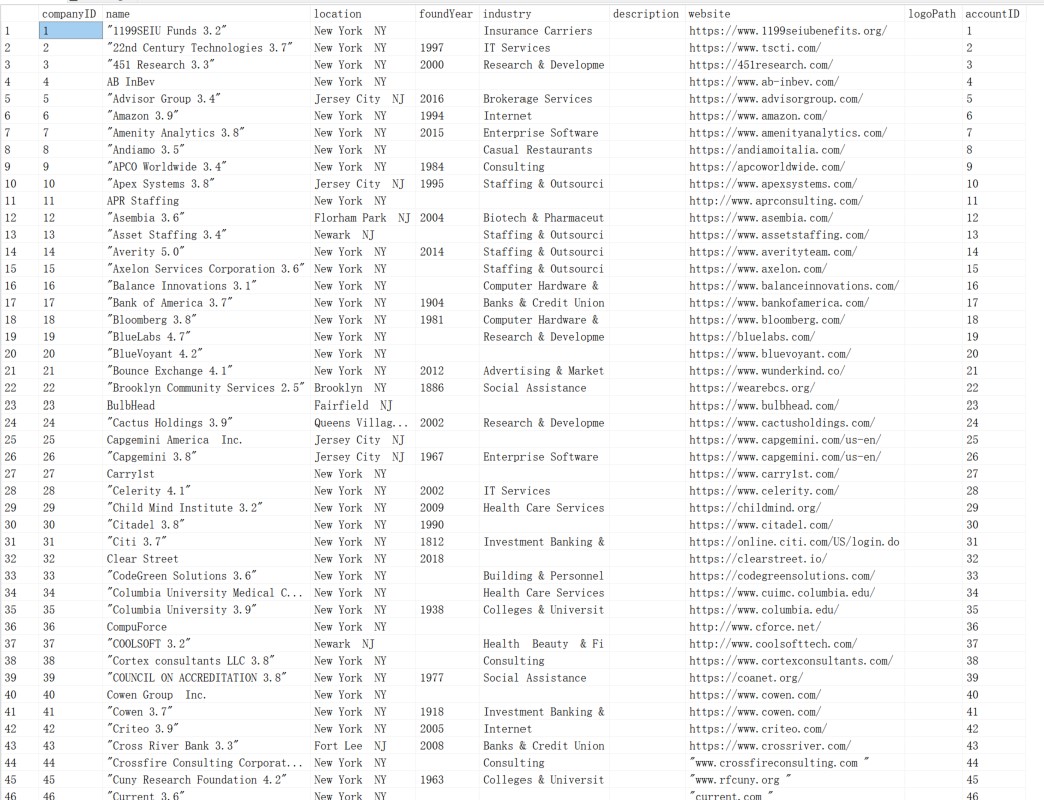 companyID name location foundYear industry description website logoPath accountID
1 1 "1199SEIU Funds 3.2" New York NY Insurance Carriers https://www.1199seiubenefits.org/ 1
2 2 "22nd Century Technologies 3.7" New York NY 1997 IT Services https://www.tscti.com/ 2
3 3 "451 Research 3.3" New York NY 2000 Research & Developme https://451research.com/ 3
4 4 AB InBev New York NY https://www.ab-inbev.com/ 4
5 5 "Advisor Group 3.4" Jersey City NJ 2016 Brokerage Services https://www.advisorgroup.com/ 5
6 6 "Amazon 3.9" New York NY 1994 Internet https://www.amazon.com/ 6
7 7 "Amenity Analytics 3.8" New York NY 2015 Enterprise Software https://www.amenityanalytics.com/ 7
8 8 "Andiamo 3.5" New York NY Casual Restaurants https://andiamoitalia.com/ 8
9 9 "APCO Worldwide 3.4" New York NY 1984 Consulting https://apcoworldwide.com/ 9
10 10 "Apex Systems 3.8" Jersey City NJ 1995 Staffing & Outsourci https://www.apexsystems.com/ 10
11 11 APR Staffing New York NY http://www.aprconsulting.com/ 11
12 12 "Asembia 3.6" Florham Park NJ 2004 Biotech & Pharmaceut https://www.asembia.com/ 12
13 13 "Asset Staffing 3.4" Newark NJ Staffing & Outsourci https://www.assetstaffing.com/ 13
14 14 "Averity 5.0" New York NY 2014 Staffing & Outsourci https://www.averityteam.com/ 14
15 15 "Axelon Services Corporation 3.6" New York NY Staffing & Outsourci https://www.axelon.com/ 15
16 16 "Balance Innovations 3.1" New York NY Computer Hardware & https://www.balanceinnovations.com/ 16
17 17 "Bank of America 3.7" New York NY 1904 Banks & Credit Union https://www.bankofamerica.com/ 17
18 18 "Bloomberg 3.8" New York NY 1981 Computer Hardware & https://www.bloomberg.com/ 18
19 19 "BlueLabs 4.7" New York NY Research & Developme https://bluelabs.com/ 19
20 20 "BlueVoyant 4.2" New York NY https://www.bluevoyant.com/ 20
21 21 "Bounce Exchange 4.1" New York NY 2012 Advertising & Market https://www.wunderkind.co/ 21
22 22 "Brooklyn Community Services 2.5" Brooklyn NY 1886 Social Assistance https://wearebcs.org/ 22
23 23 BulbHead Fairfield NJ https://www.bulbhead.com/ 23
24 24 "Cactus Holdings 3.9" Queens Villag... 2002 Research & Developme https://www.cactusholdings.com/ 24
25 25 Capgemini America Inc. Jersey City NJ https://www.capgemini.com/us-en/ 25
26 26 "Capgemini 3.8" Jersey City NJ 1967 Enterprise Software https://www.capgemini.com/us-en/ 26
27 27 Carry1st New York NY https://www.carry1st.com/ 27
28 28 "Celerity 4.1" New York NY 2002 IT Services https://www.celerity.com/ 28
29 29 "Child Mind Institute 3.2" New York NY 2009 Health Care Services https://childmind.org/ 29
30 30 "Citadel 3.8" New York NY 1990 https://www.citadel.com/ 30
31 31 "Citi 3.7" New York NY 1812 Investment Banking & https://online.citi.com/US/login.do 31
32 32 Clear Street New York NY 2018 https://clearstreet.io/ 32
33 33 "CodeGreen Solutions 3.6" New York NY Building & Personnel https://codegreensolutions.com/ 33
34 34 "Columbia University Medical C... New York NY Health Care Services https://www.cuimc.columbia.edu/ 34
35 35 "Columbia University 3.9" New York NY 1938 Colleges & Universit https://www.columbia.edu/ 35
36 36 CompuForce New York NY http://www.cforce.net/ 36
37 37 "COOLSOFT 3.2" Newark NJ Health Beauty & Fi http://www.coolsofttech.com/ 37
38 38 "Cortex consultants LLC 3.8" New York NY Consulting https://www.cortexconsultants.com/ 38
39 39 "COUNCIL ON ACCREDITATION 3.8" New York NY 1977 Social Assistance https://coanet.org/ 39
40 40 Cowen Group Inc. New York NY https://www.cowen.com/ 40
41 41 "Cowen 3.7" New York NY 1918 Investment Banking & https://www.cowen.com/ 41
42 42 "Criteo 3.9" New York NY 2005 Internet https://www.criteo.com/ 42
43 43 "Cross River Bank 3.3" Fort Lee NJ 2008 Banks & Credit Union https://www.crossriver.com/ 43
44 44 "Crossfire Consulting Corporat... New York NY Consulting "www.crossfireconsulting.com " 44
45 45 "Cuny Research Foundation 4.2" New York NY 1963 Colleges & Universit "www.rfcuny.org " 45
46 46 "Current 3.6" New York NY "current.com " 46